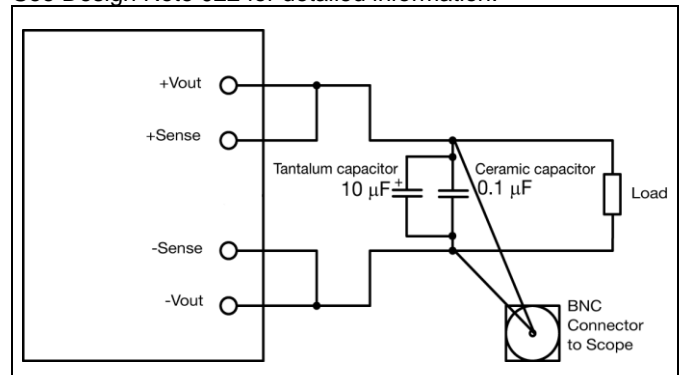 See Design Note 022 for detailed information.
+Vout
+Sense
Tantalum capacitor
10 µF
+
Ceramic capacitor
0.1 µF
Load
-Sense
-Vout
BNC
Connector
to Scope